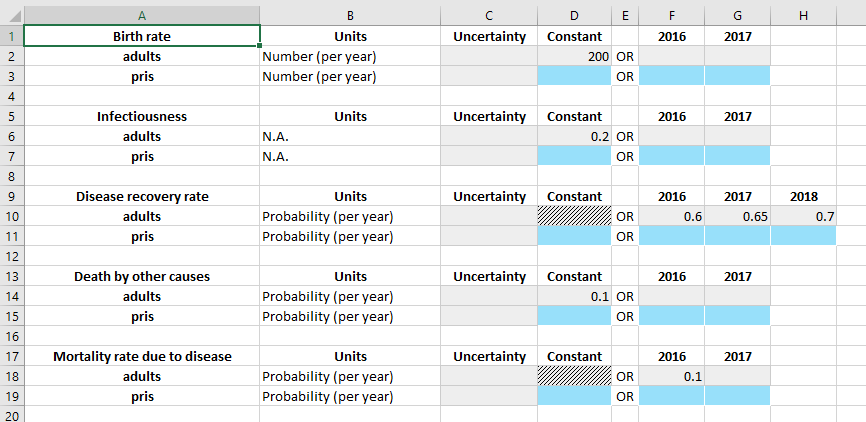 A B C D E F G H
1 Birth rate Units Uncertainty Constant 2016 2017
2 adults Number (per year) 200 OR
3 pris Number (per year) OR
4
5 Infectiousness Units Uncertainty Constant 2016 2017
6 adults N.A. 0.2 OR
7 pris N.A. OR
8
9 Disease recovery rate Units Uncertainty Constant 2016 2017 2018
10 adults Probability (per year) OR 0.6 0.65 0.7
11 pris Probability (per year) OR
12
13 Death by other causes Units Uncertainty Constant 2016 2017
14 adults Probability (per year) 0.1 OR
15 pris Probability (per year) OR
16
17 Mortality rate due to disease Units Uncertainty Constant 2016 2017
18 adults Probability (per year) OR 0.1
19 pris Probability (per year) OR
20